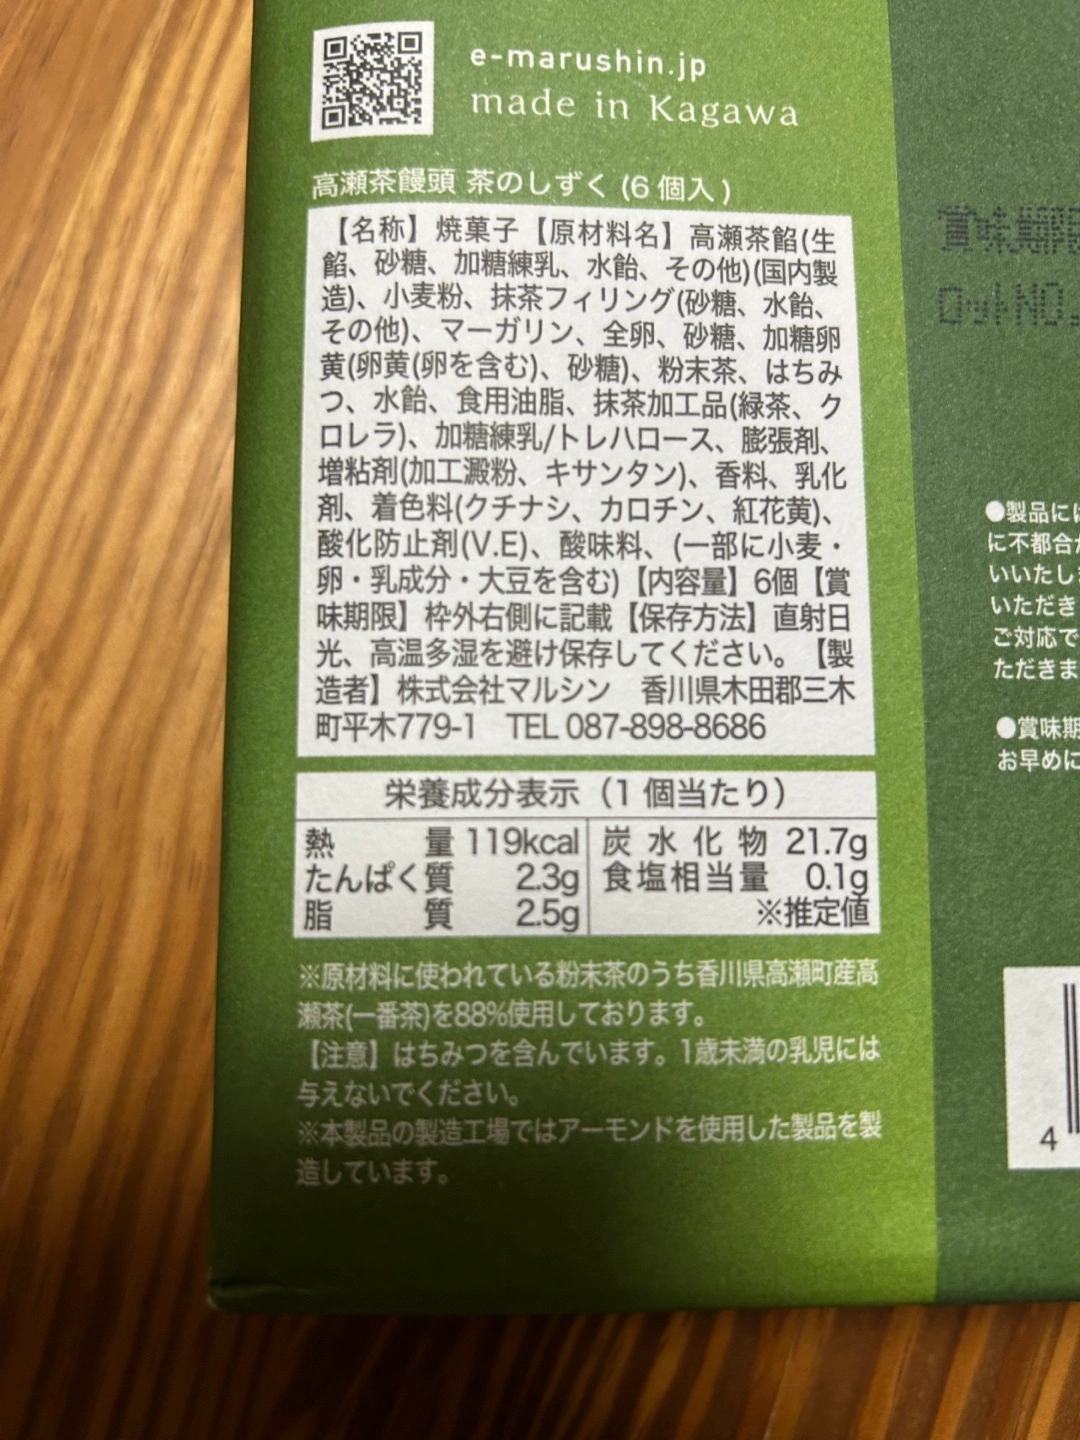 e-marushin.jp
made in Kagawa
高瀬茶饅頭 茶のしずく (6個入)
【名称】焼菓子【原材料名】高瀬茶餡(生
餡、砂糖、加糖練乳、水飴、その他)(国内製
造)、小麦粉、抹茶フィリング(砂糖、水飴、
その他)、マーガリン、全卵、砂糖、加糖卵
黄(卵黄(卵を含む)、砂糖)、粉末茶、はちみ
つ、水飴、食用油脂、抹茶加工品(緑茶、ク
ロレラ)、加糖練乳/トレハロース、膨張剤、
増粘剤(加工澱粉、キサンタン)、香料、乳化
剤、着色料(クチナシ、カロチン、紅花黄)、
酸化防止剤(V.E)、酸味料、(一部に小麦・
卵・乳成分・大豆を含む)【内容量】6個【賞
味期限】枠外右側に記載【保存方法】直射日
光、高温多湿を避け保存してください。【製
造者】株式会社マルシン 香川県木田郡三木
町平木779-1 TEL 087-898-8686
栄養成分表示(1個当たり)
熱量 119kcal 炭水化物 21.7g
たんぱく質 2.3g 食塩相当量 0.1g
脂質 2.5g ※推定値
※原材料に使われている粉末茶のうち香川県高瀬町産高
瀬茶(一番茶)を88%使用しております。
【注意】はちみつを含んでいます。1歳未満の乳児には
与えないでください。
※本製品の製造工場ではアーモンドを使用した製品を製
造しています。
賞味期限
ロットNO.
●製品に
に不都合
いいたし
いただき
ご対応で
ただきま
●賞味期
お早めに
4